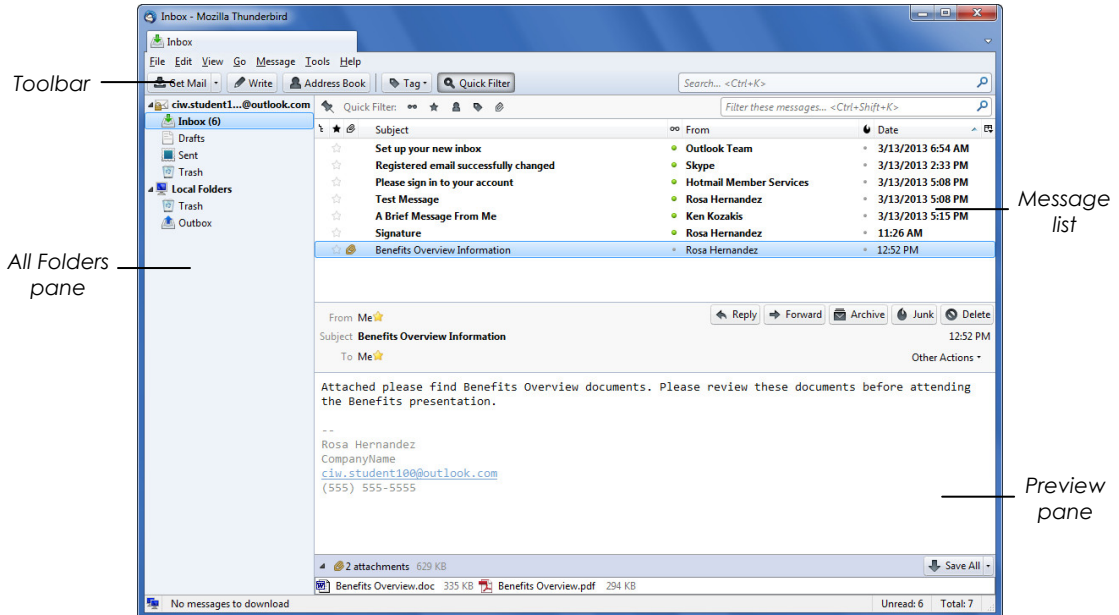 Inbox - Mozilla Thunderbird
Inbox
File Edit View Go Message Tools Help
Toolbar
Get Mail Write Address Book Tag Quick Filter Search... <Ctrl+K>
ciw.student1...@outlook.com
Inbox (6)
Drafts
Sent
Trash
Local Folders
Trash
Outbox
All Folders
pane
Quick Filter: Filter these messages... <Ctrl+Shift+K>
Subject From Date
Set up your new inbox Outlook Team 3/13/2013 6:54 AM
Registered email successfully changed Skype 3/13/2013 2:33 PM
Please sign in to your account Hotmail Member Services 3/13/2013 5:08 PM
Test Message Rosa Hernandez 3/13/2013 5:08 PM
A Brief Message From Me Ken Kozakis 3/13/2013 5:15 PM
Signature Rosa Hernandez 11:26 AM
Benefits Overview Information Rosa Hernandez 12:52 PM
Message
list
From Me Reply Forward Archive Junk Delete
Subject Benefits Overview Information 12:52 PM
To Me Other Actions
Attached please find Benefits Overview documents. Please review these documents before attending
the Benefits presentation.
--
Rosa Hernandez
CompanyName
ciw.student100@outlook.com
(555) 555-5555
Preview
pane
2 attachments 629 KB Save All
Benefits Overview.doc 335 KB Benefits Overview.pdf 294 KB
No messages to download Unread: 6 Total: 7